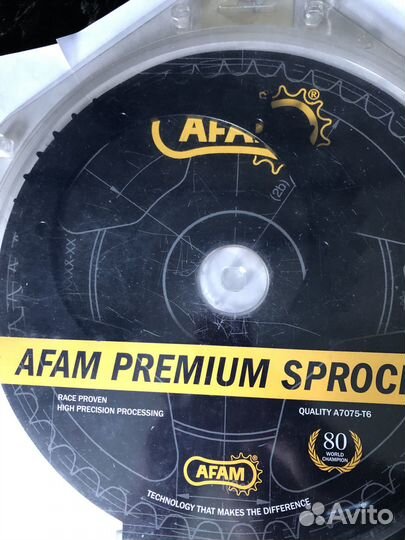 AFAM
®
(2b)
AFAM PREMIUM SPROC
RACE PROVEN
HIGH PRECISION PROCESSING
QUALITY A7075-T6
80
WORLD
CHAMPION
AFAM
®
TECHNOLOGY THAT MAKES THE DIFFERENCE
Avito